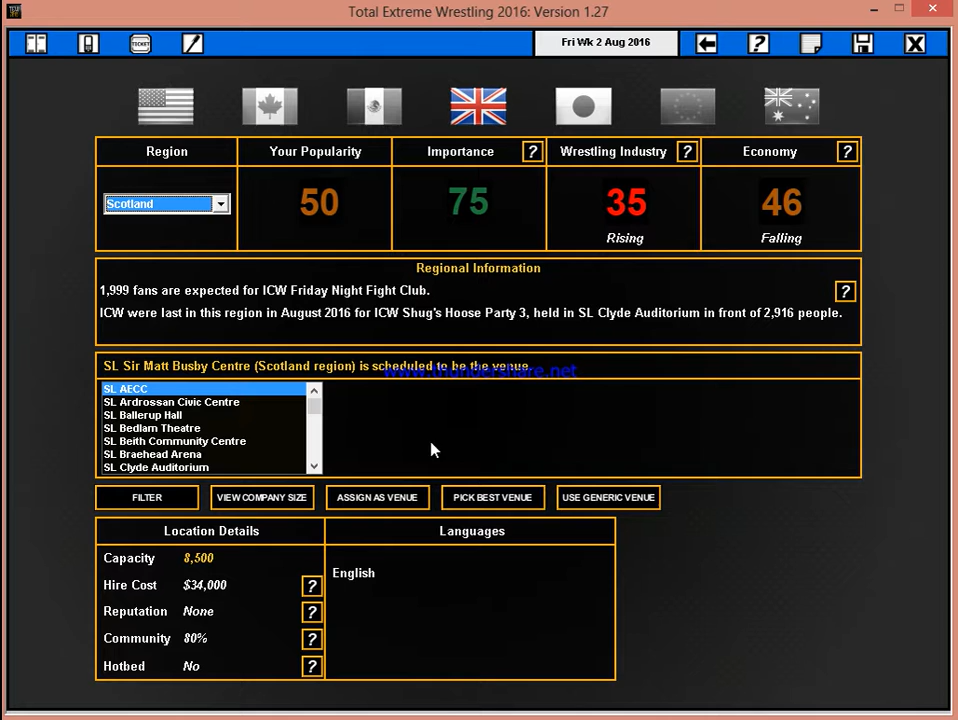 Total Extreme Wrestling 2016: Version 1.27
TICKET
Fri Wk 2 Aug 2016
?
Region
Your Popularity
Importance
?
Wrestling Industry
?
Economy
?
Scotland
50
75
35
46
Rising
Falling
Regional Information
1,999 fans are expected for ICW Friday Night Fight Club.
?
ICW were last in this region in August 2016 for ICW Shug's Hoose Party 3, held in SL Clyde Auditorium in front of 2,916 people.
SL Sir Matt Busby Centre (Scotland region) is scheduled to be the venue.
www.thundershare.net
SL AECC
SL Ardrossan Civic Centre
SL Ballerup Hall
SL Bedlam Theatre
SL Beith Community Centre
SL Braehead Arena
SL Clyde Auditorium
FILTER
VIEW COMPANY SIZE
ASSIGN AS VENUE
PICK BEST VENUE
USE GENERIC VENUE
Location Details
Languages
Capacity 8,500
English
Hire Cost $34,000 ?
Reputation None ?
Community 80% ?
Hotbed No ?